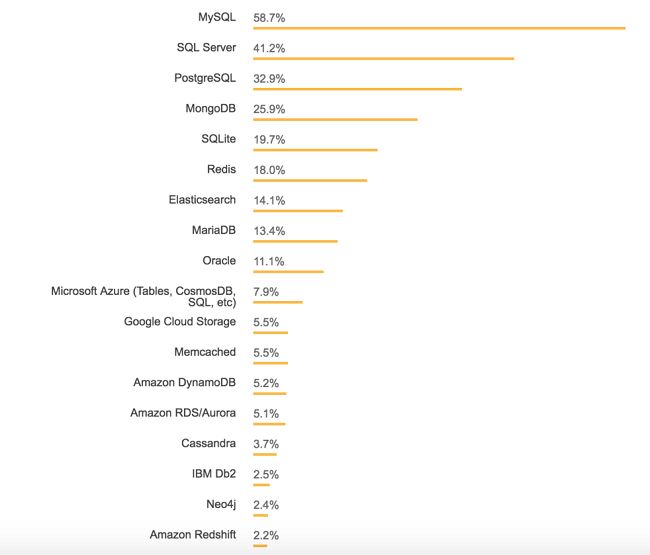 MySQL 58.7%
SQL Server 41.2%
PostgreSQL 32.9%
MongoDB 25.9%
SQLite 19.7%
Redis 18.0%
Elasticsearch 14.1%
MariaDB 13.4%
Oracle 11.1%
Microsoft Azure (Tables, CosmosDB, 7.9%
SQL, etc)
Google Cloud Storage 5.5%
Memcached 5.5%
Amazon DynamoDB 5.2%
Amazon RDS/Aurora 5.1%
Cassandra 3.7%
IBM Db2 2.5%
Neo4j 2.4%
Amazon Redshift 2.2%